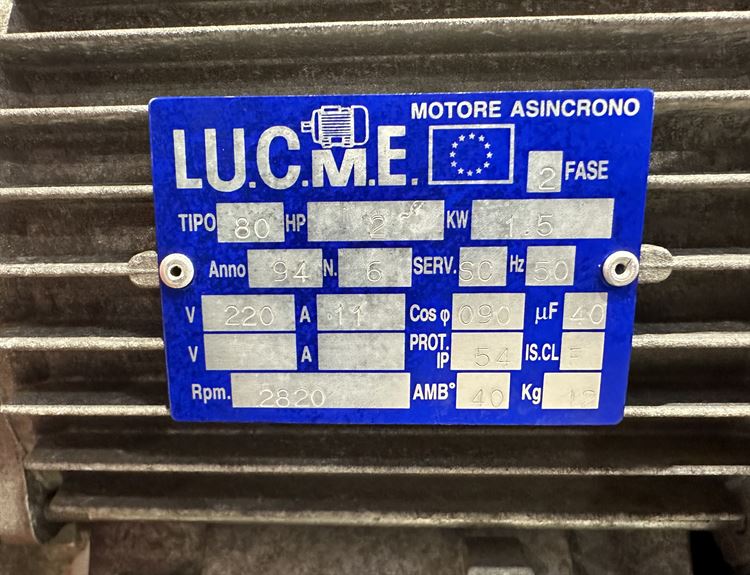 MOTORE ASINCRONO
LU.C.M.E.
2 FASE
TIPO 80 HP 2 KW 1.5
Anno 94 N. 6 SERV. SC Hz 50
V 220 A 11 Cos φ 090 µF 40
V A PROT. IP 54 IS.CL F
Rpm. 2820 AMB° 40 Kg